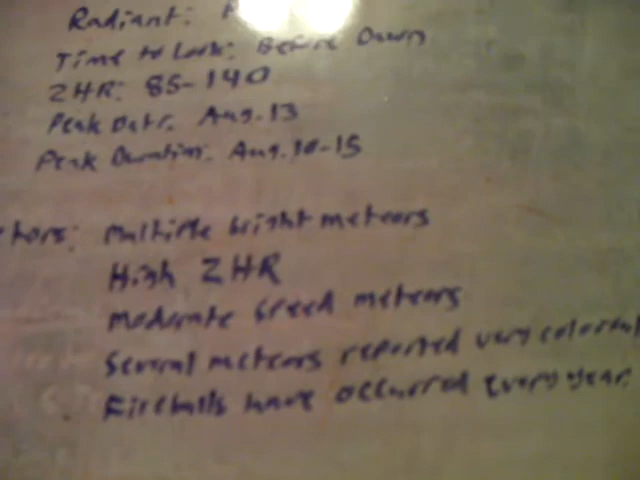 Radiant: P
Time to Look: Before Dawn
ZHR: 85-140
Peak Date: Aug. 13
Peak Duration: Aug. 10-15
tors: Multiple bright meteors
High ZHR
Moderate speed meteors
Several meteors reported very colorful
Fireballs have occurred every year.